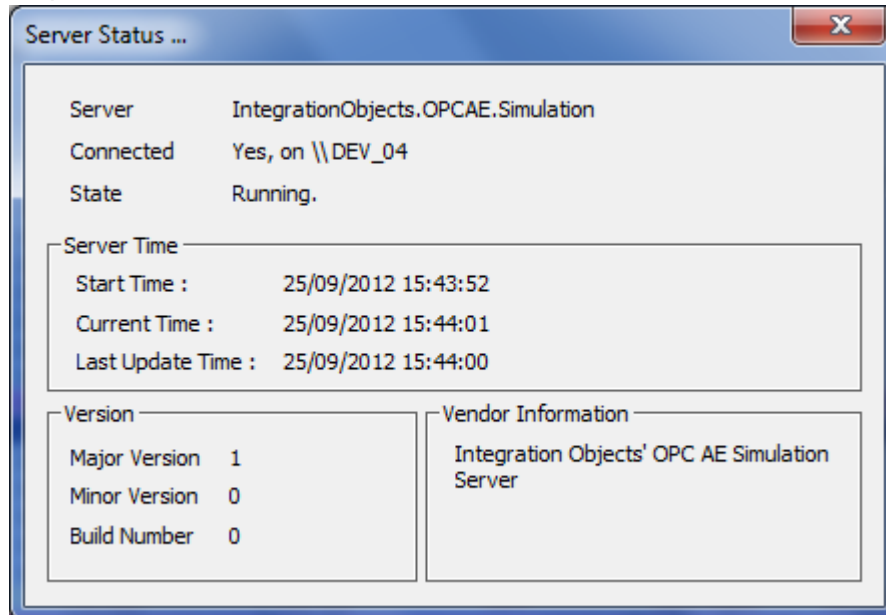 Server Status ...
Server IntegrationObjects.OPCAE.Simulation
Connected Yes, on \\DEV_04
State Running.
Server Time
Start Time : 25/09/2012 15:43:52
Current Time : 25/09/2012 15:44:01
Last Update Time : 25/09/2012 15:44:00
Version
Major Version 1
Minor Version 0
Build Number 0
Vendor Information
Integration Objects' OPC AE Simulation
Server